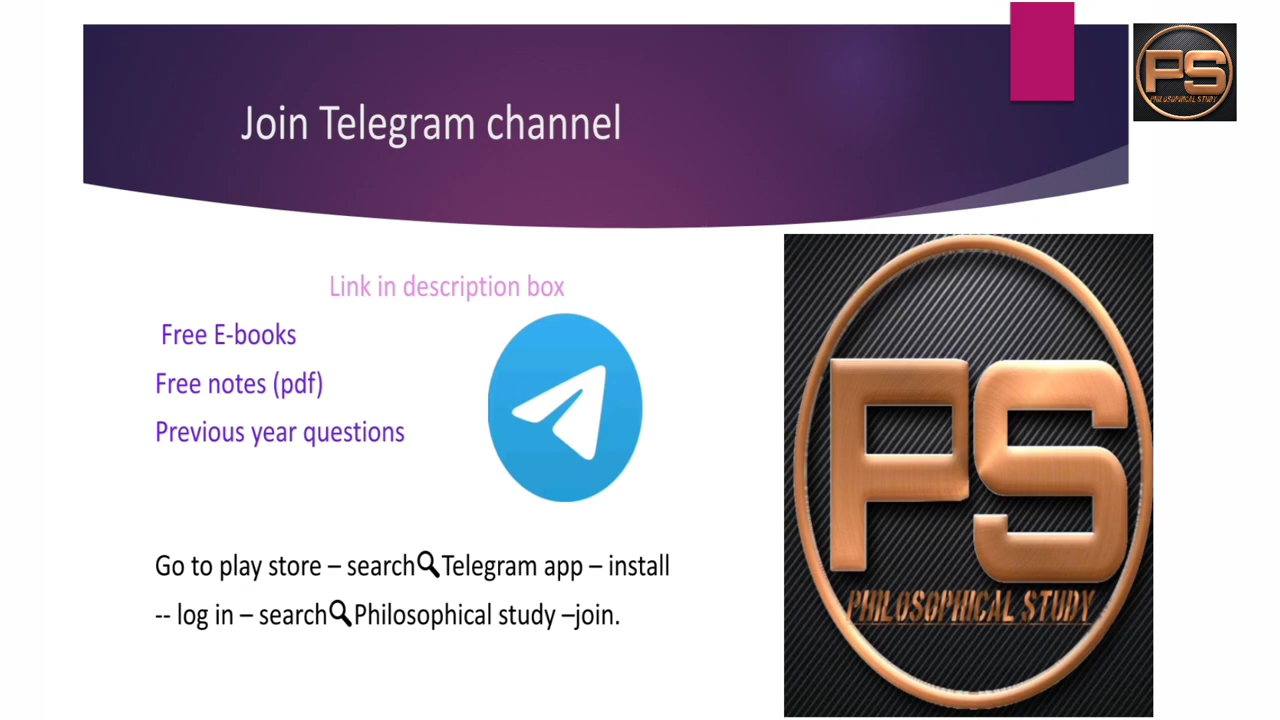 Join Telegram channel
PS
PHILOSOPHICAL STUDY
Link in description box
Free E-books
Free notes (pdf)
Previous year questions
Go to play store – search🔍Telegram app – install
-- log in – search🔍Philosophical study –join.
PS
PHILOSOPHICAL STUDY